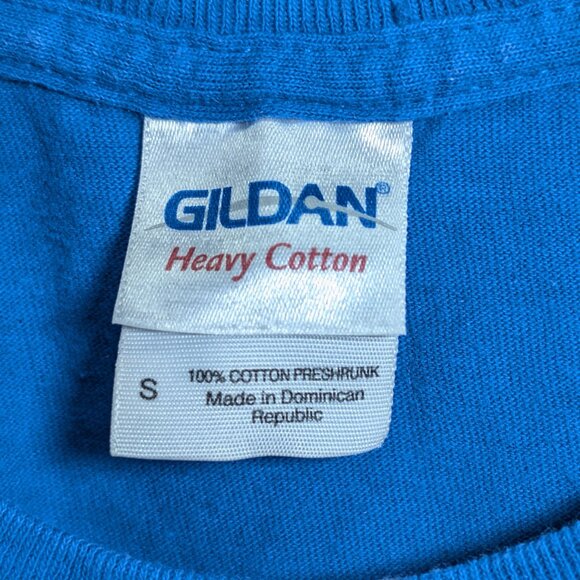 GILDAN®
Heavy Cotton
S
100% COTTON PRESHRUNK
Made in Dominican
Republic